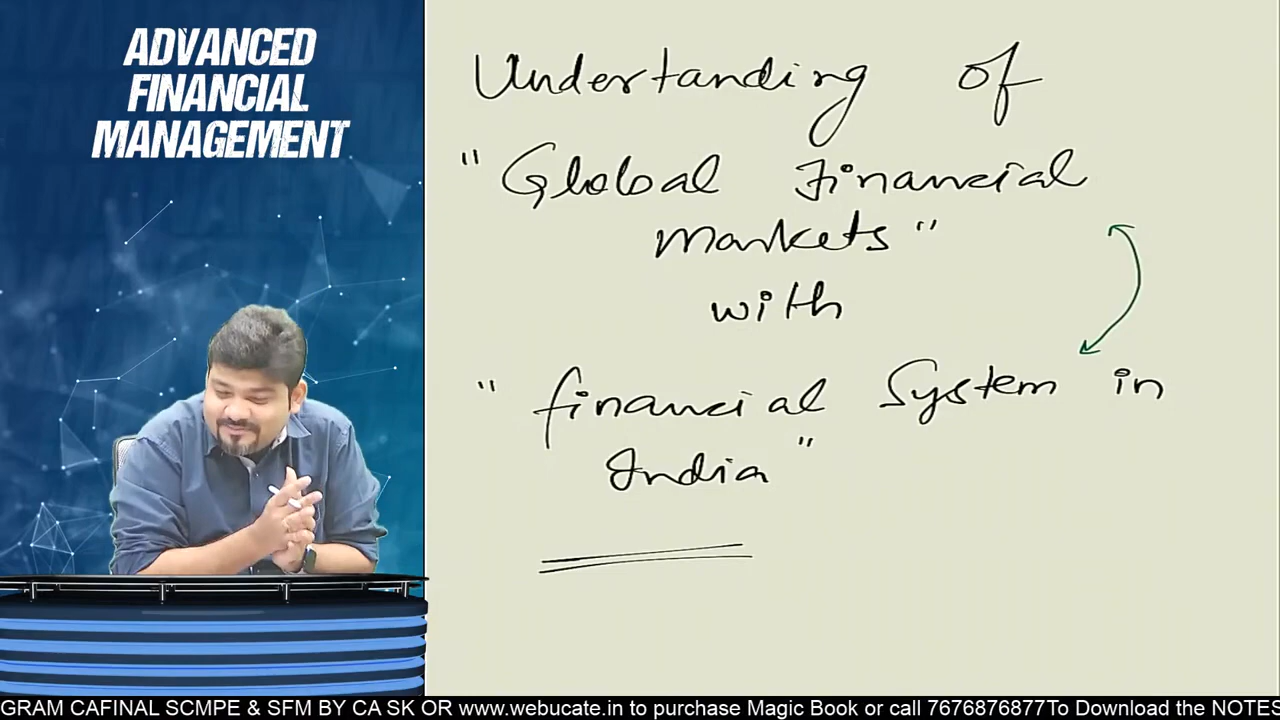 ADVANCED
FINANCIAL
MANAGEMENT
Undertanding of
"Global Financial
markets"
with
"financial System in
India"
GRAM CAFINAL SCMPE & SFM BY CA SK OR www.webucate.in to purchase Magic Book or call 7676876877To Download the NOTES